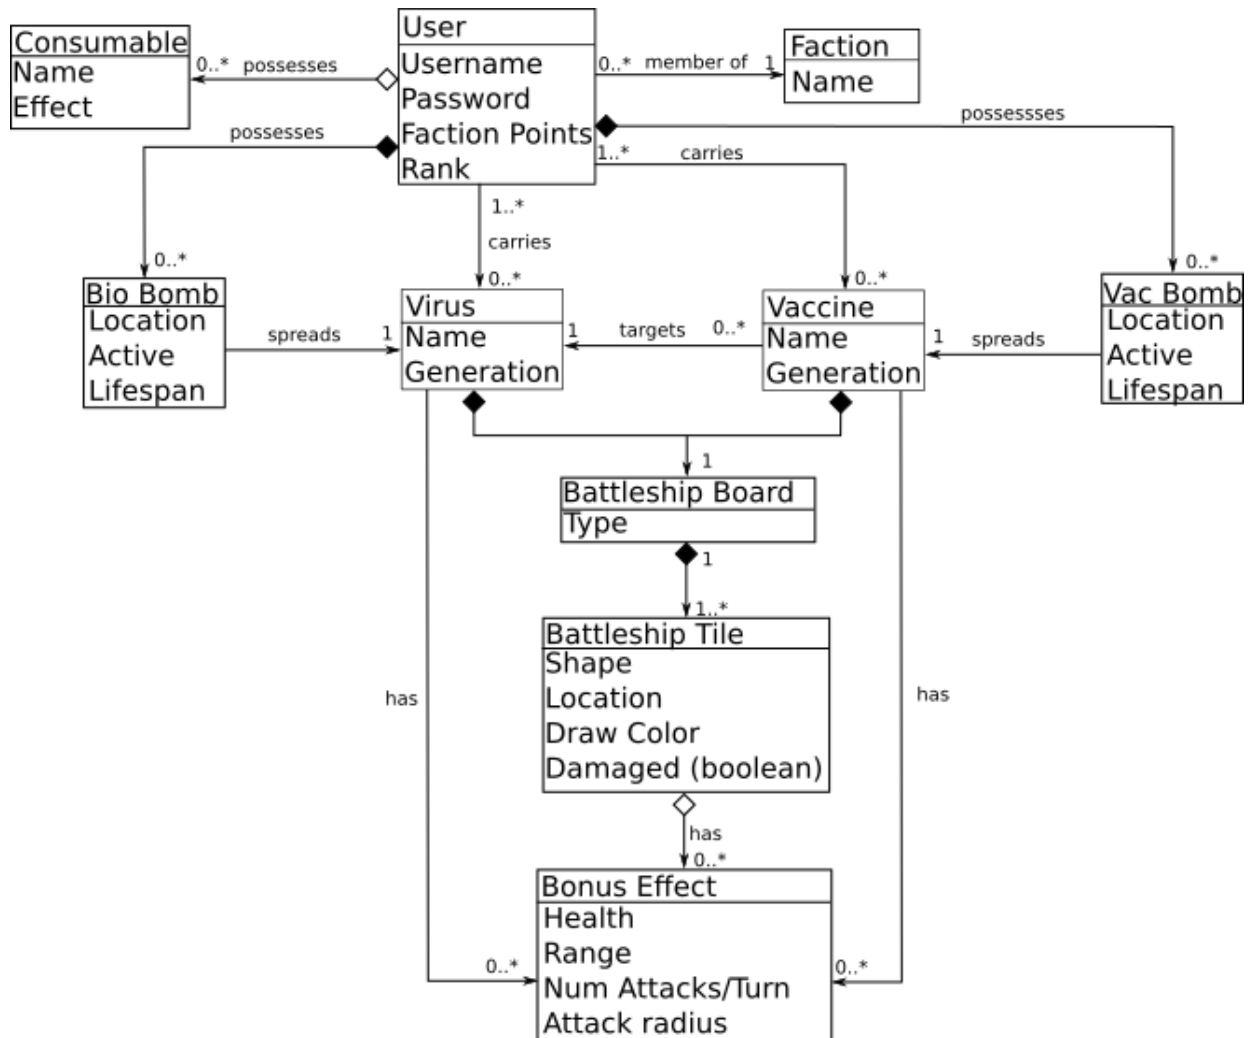 User
Username
Password
Faction Points
Rank
Consumable
Name
Effect
0..* possesses
possesses
0..* member of 1
Faction
Name
possessses
1..* carries
1..*
carries
0..*
0..*
0..*
0..*
Bio Bomb
Location
Active
Lifespan
spreads 1
Virus
Name
Generation
1 targets 0..*
Vaccine
Name
Generation
1 spreads
Vac Bomb
Location
Active
Lifespan
1
Battleship Board
Type
1
1..*
Battleship Tile
Shape
Location
Draw Color
Damaged (boolean)
has
has
has
0..*
Bonus Effect
Health
Range
Num Attacks/Turn
Attack radius
0..*
0..*